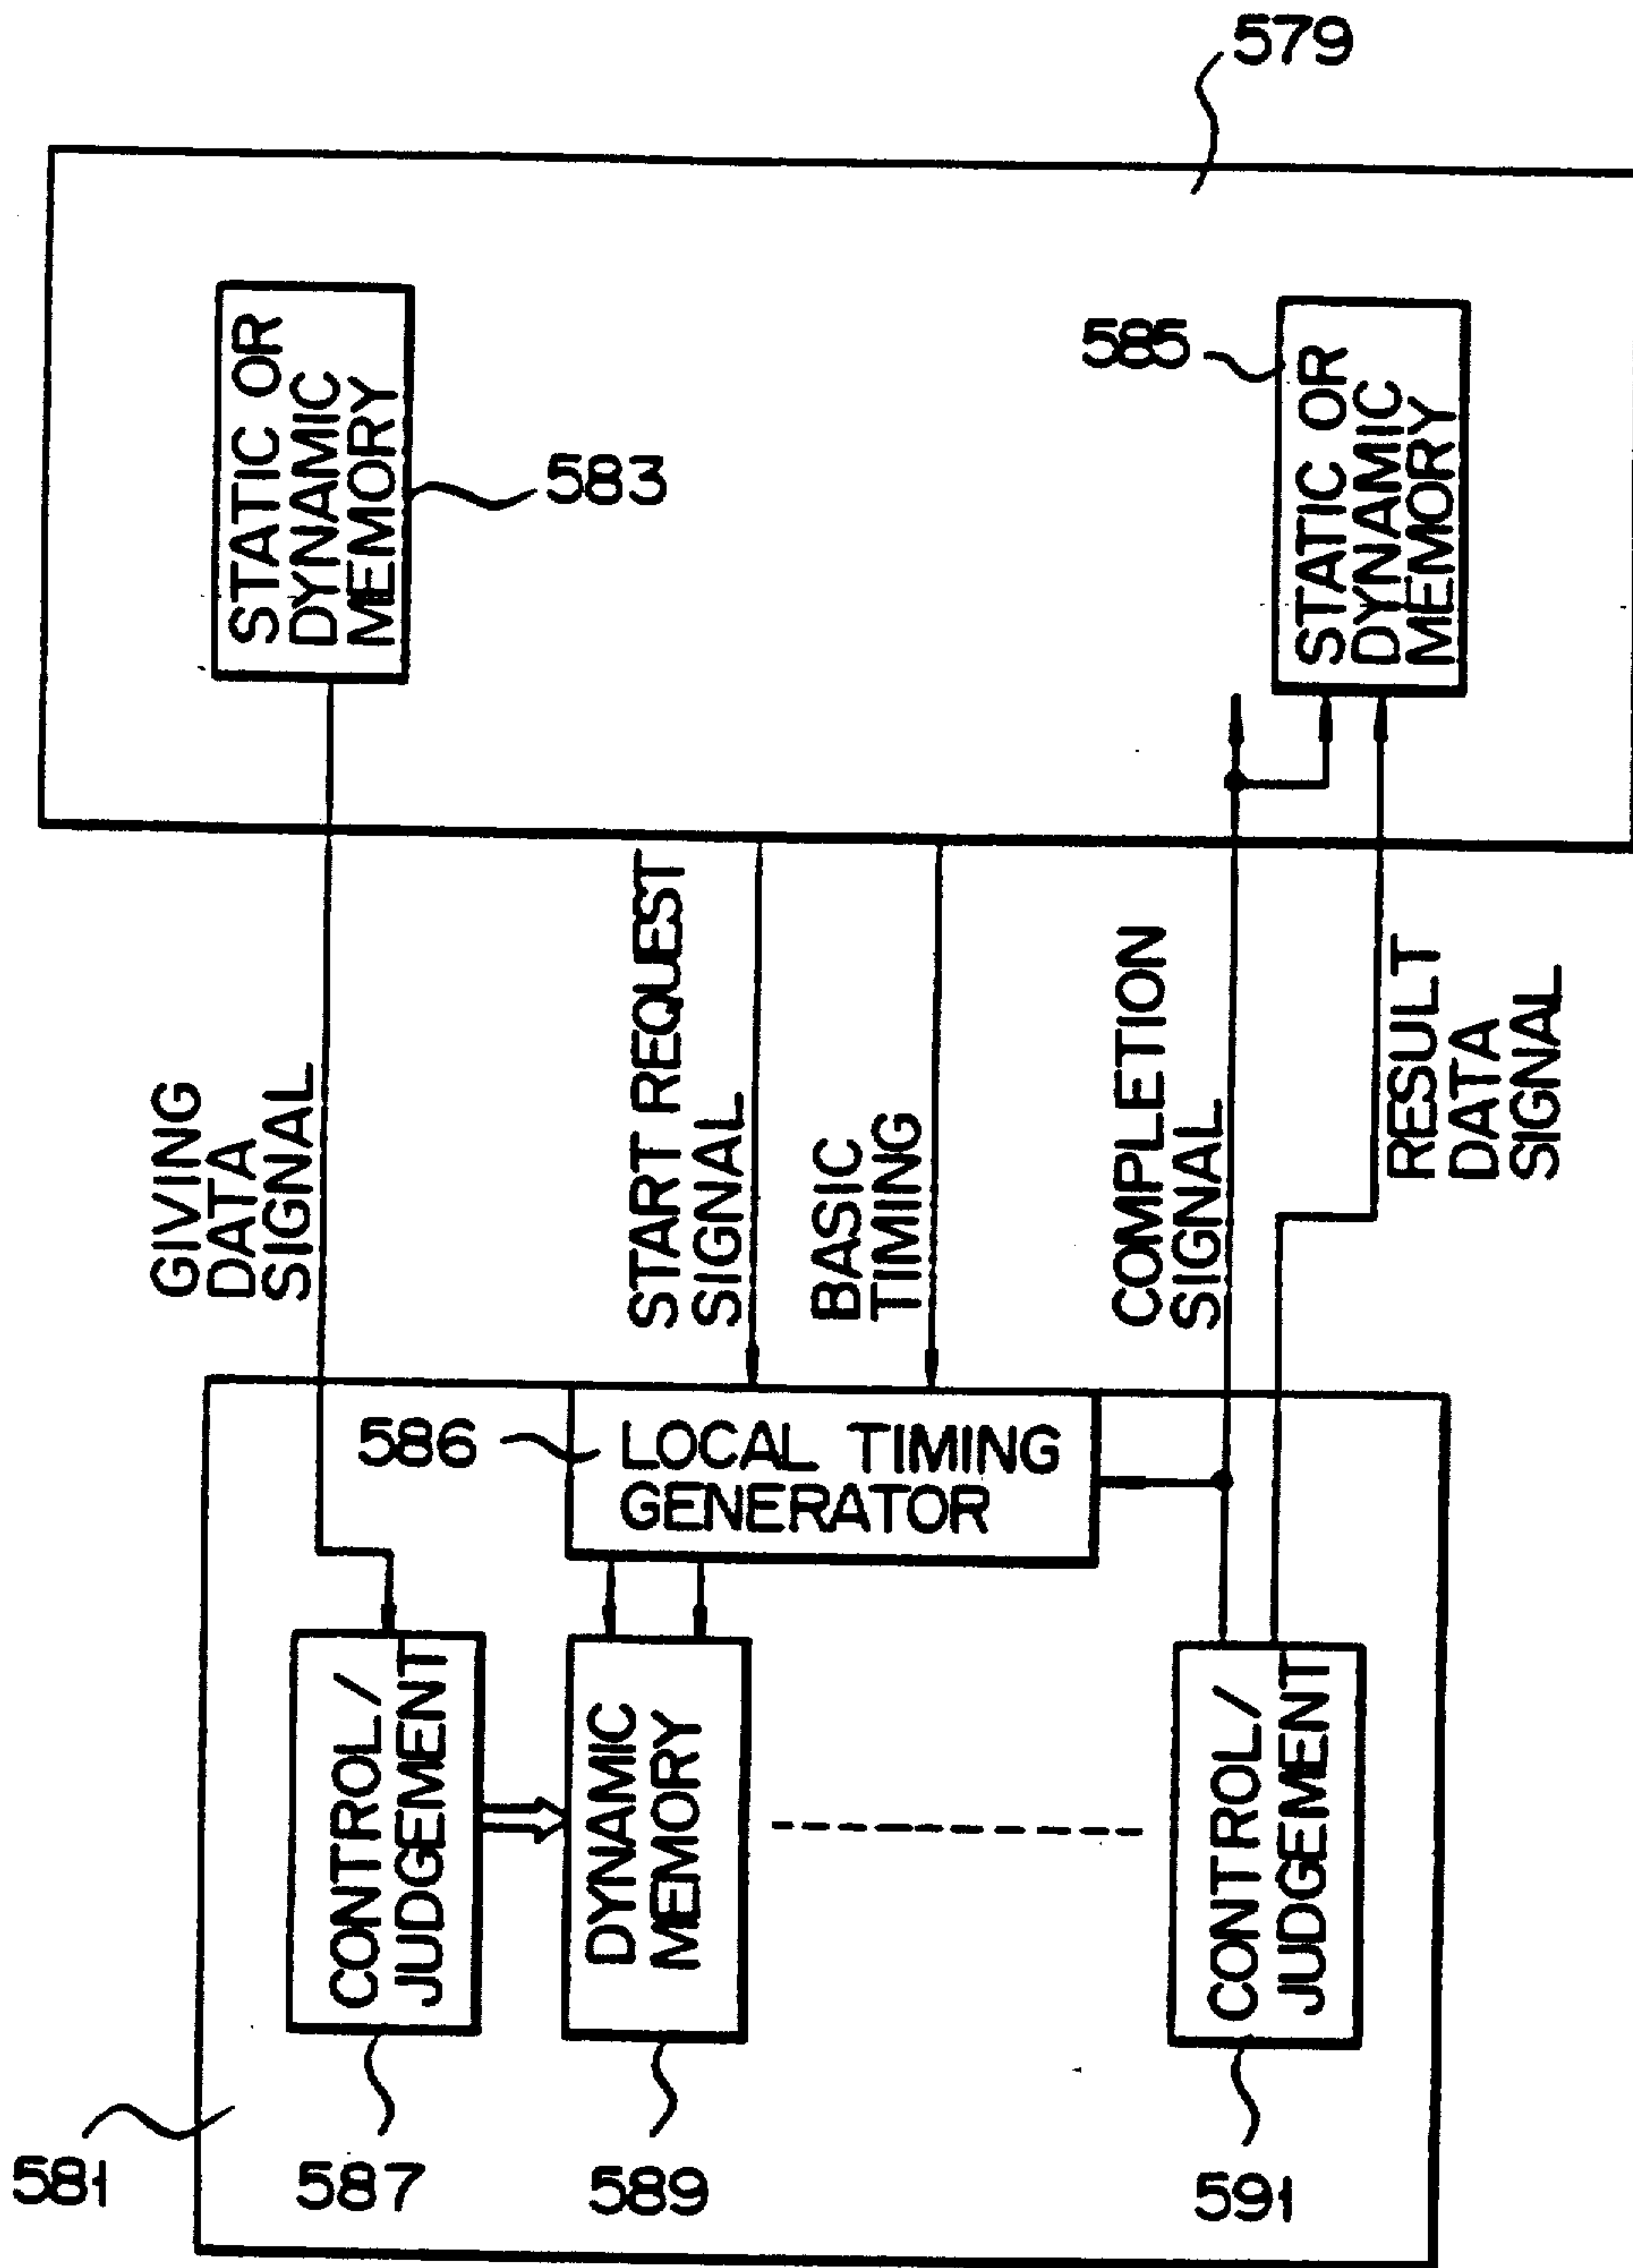 579
STATIC OR
DYNAMIC
MEMORY
583
585
STATIC OR
DYNAMIC
MEMORY
GIVING
DATA
SIGNAL
START REQUEST
SIGNAL
BASIC
TIMING
COMPLETION
SIGNAL
RESULT
DATA
SIGNAL
586
LOCAL TIMING
GENERATOR
CONTROL/
JUDGEMENT
DYNAMIC
MEMORY
CONTROL/
JUDGEMENT
581
587
589
591